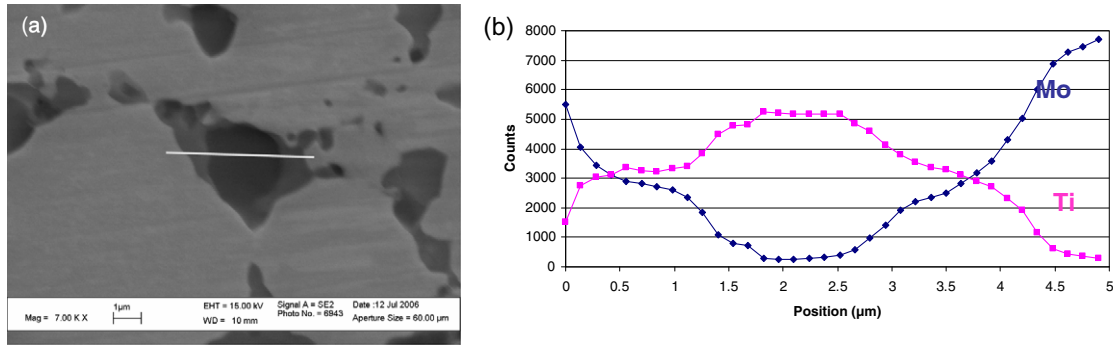 (a)
Mag = 7.00 K X
1µm
EHT = 15.00 kV
WD = 10 mm
Signal A = SE2
Photo No. = 6943
Date :12 Jul 2006
Aperture Size = 60.00 µm
(b)
8000
7000
6000
5000
4000
3000
2000
1000
0
Counts
Mo
Ti
0 0.5 1 1.5 2 2.5 3 3.5 4 4.5 5
Position (µm)